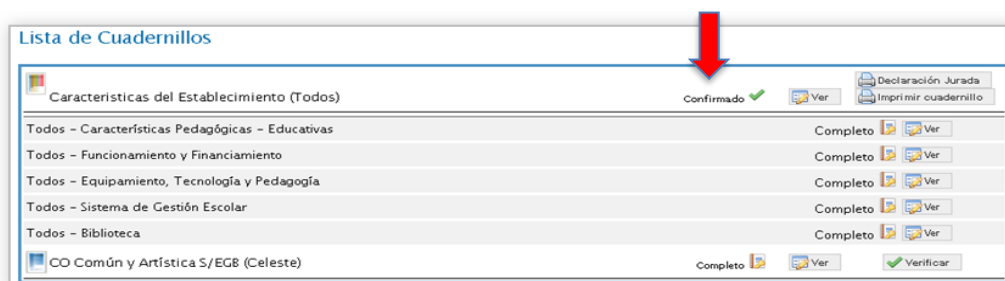 Lista de Cuadernillos
Declaración Jurada
Caracteristicas del Establecimiento (Todos) Confirmado Ver Imprimir cuadernillo
Todos - Características Pedagógicas - Educativas Completo Ver
Todos - Funcionamiento y Financiamiento Completo Ver
Todos - Equipamiento, Tecnología y Pedagogía Completo Ver
Todos - Sistema de Gestión Escolar Completo Ver
Todos - Biblioteca Completo Ver
CO Común y Artística S/EGB (Celeste) Completo Ver Verificar